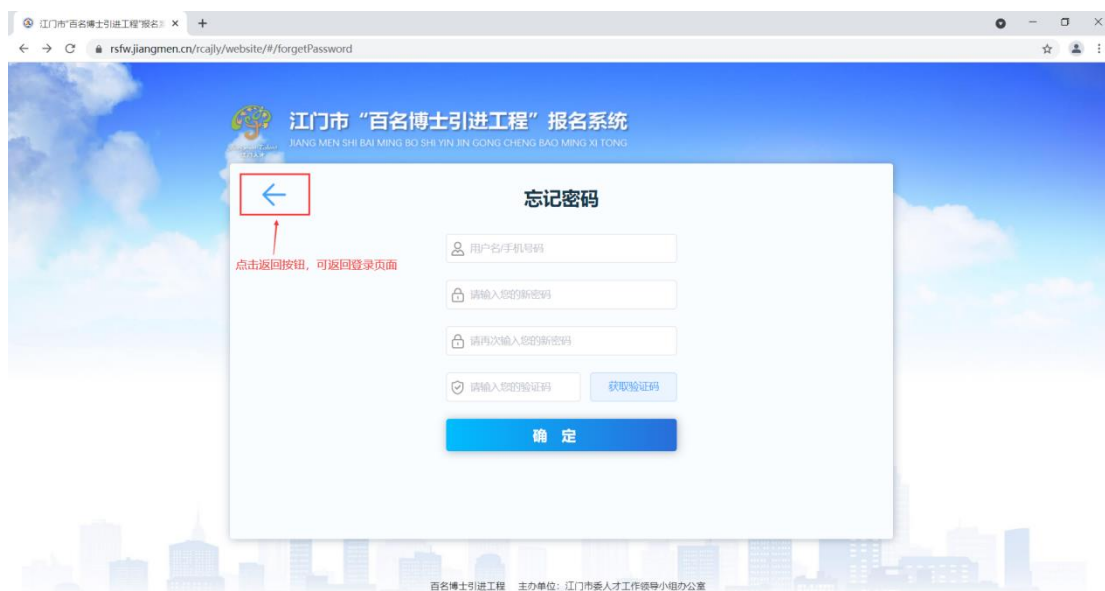 江门市“百名博士引进工程”报名系
rsfw.jiangmen.cn/rcajly/website/#/forgetPassword
江门市“百名博士引进工程”报名系统
JIANG MEN SHI BAI MING BO SHI YIN JIN GONG CHENG BAO MING XI TONG
忘记密码
点击返回按钮，可返回登录页面
用户名/手机号码
请输入您的新密码
请再次输入您的新密码
请输入您的验证码 获取验证码
确 定
百名博士引进工程 主办单位：江门市委人才工作领导小组办公室